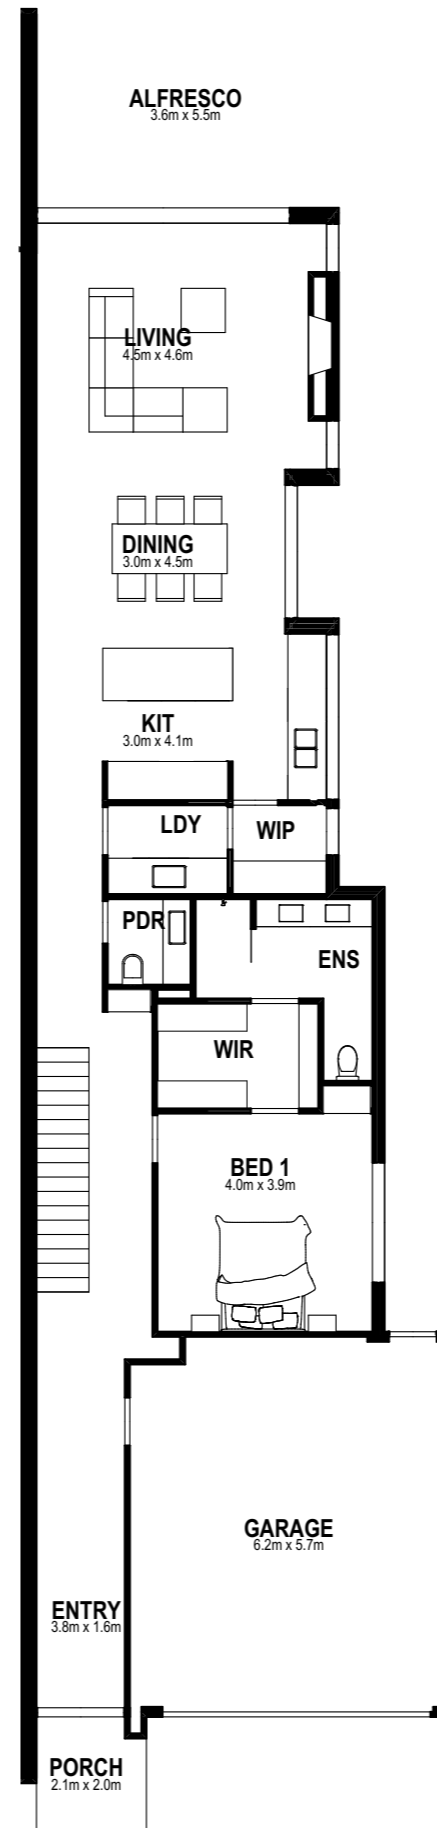 ALFRESCO
3.6m x 5.5m
LIVING
4.5m x 4.6m
DINING
3.0m x 4.5m
KIT
3.0m x 4.1m
LDY
WIP
PDR
ENS
WIR
BED 1
4.0m x 3.9m
GARAGE
6.2m x 5.7m
ENTRY
3.8m x 1.6m
PORCH
2.1m x 2.0m